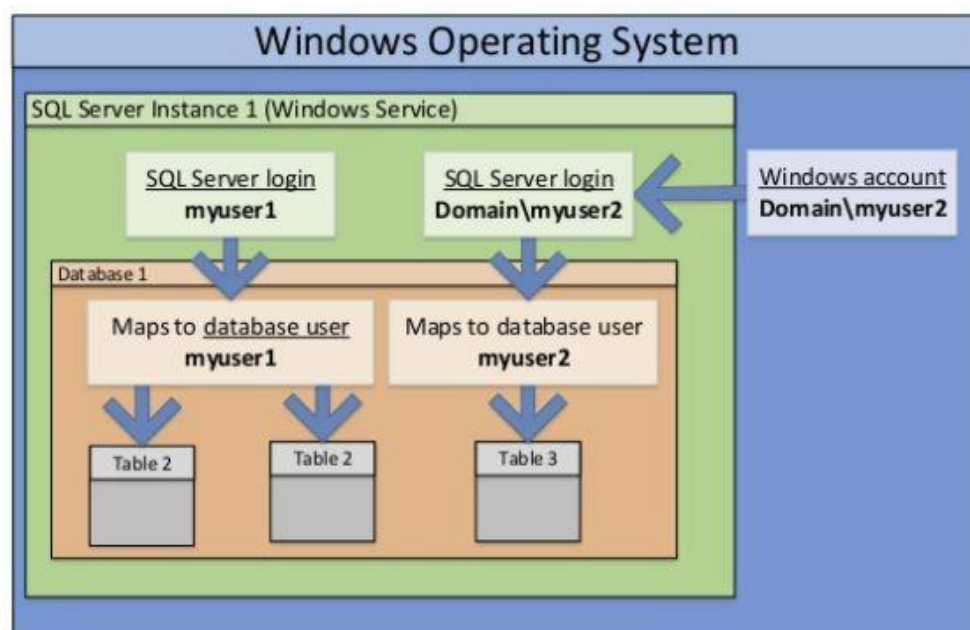 Windows Operating System
SQL Server Instance 1 (Windows Service)
SQL Server login
myuser1
SQL Server login
Domain\myuser2
Windows account
Domain\myuser2
Database 1
Maps to database user
myuser1
Maps to database user
myuser2
Table 2
Table 2
Table 3